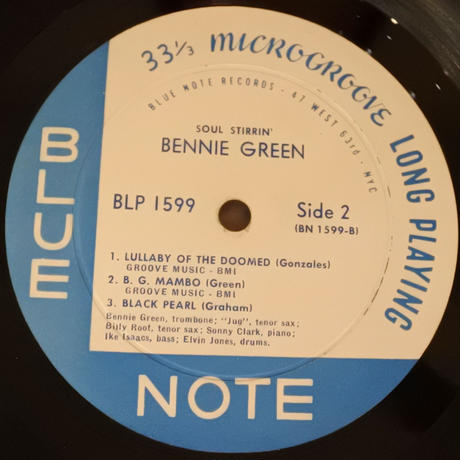 33 1/3 MICROGROOVE LONG PLAYING
BLUE NOTE RECORDS · 47 WEST 63rd · NYC
SOUL STIRRIN'
BENNIE GREEN
BLP 1599
Side 2
(BN 1599-B)
1. LULLABY OF THE DOOMED (Gonzales)
GROOVE MUSIC - BMI
2. B. G. MAMBO (Green)
GROOVE MUSIC - BMI
3. BLACK PEARL (Graham)
Bennie Green, trombone; "Jug", tenor sax;
Billy Root, tenor sax; Sonny Clark, piano;
Ike Isaacs, bass; Elvin Jones, drums.
BLUE
NOTE